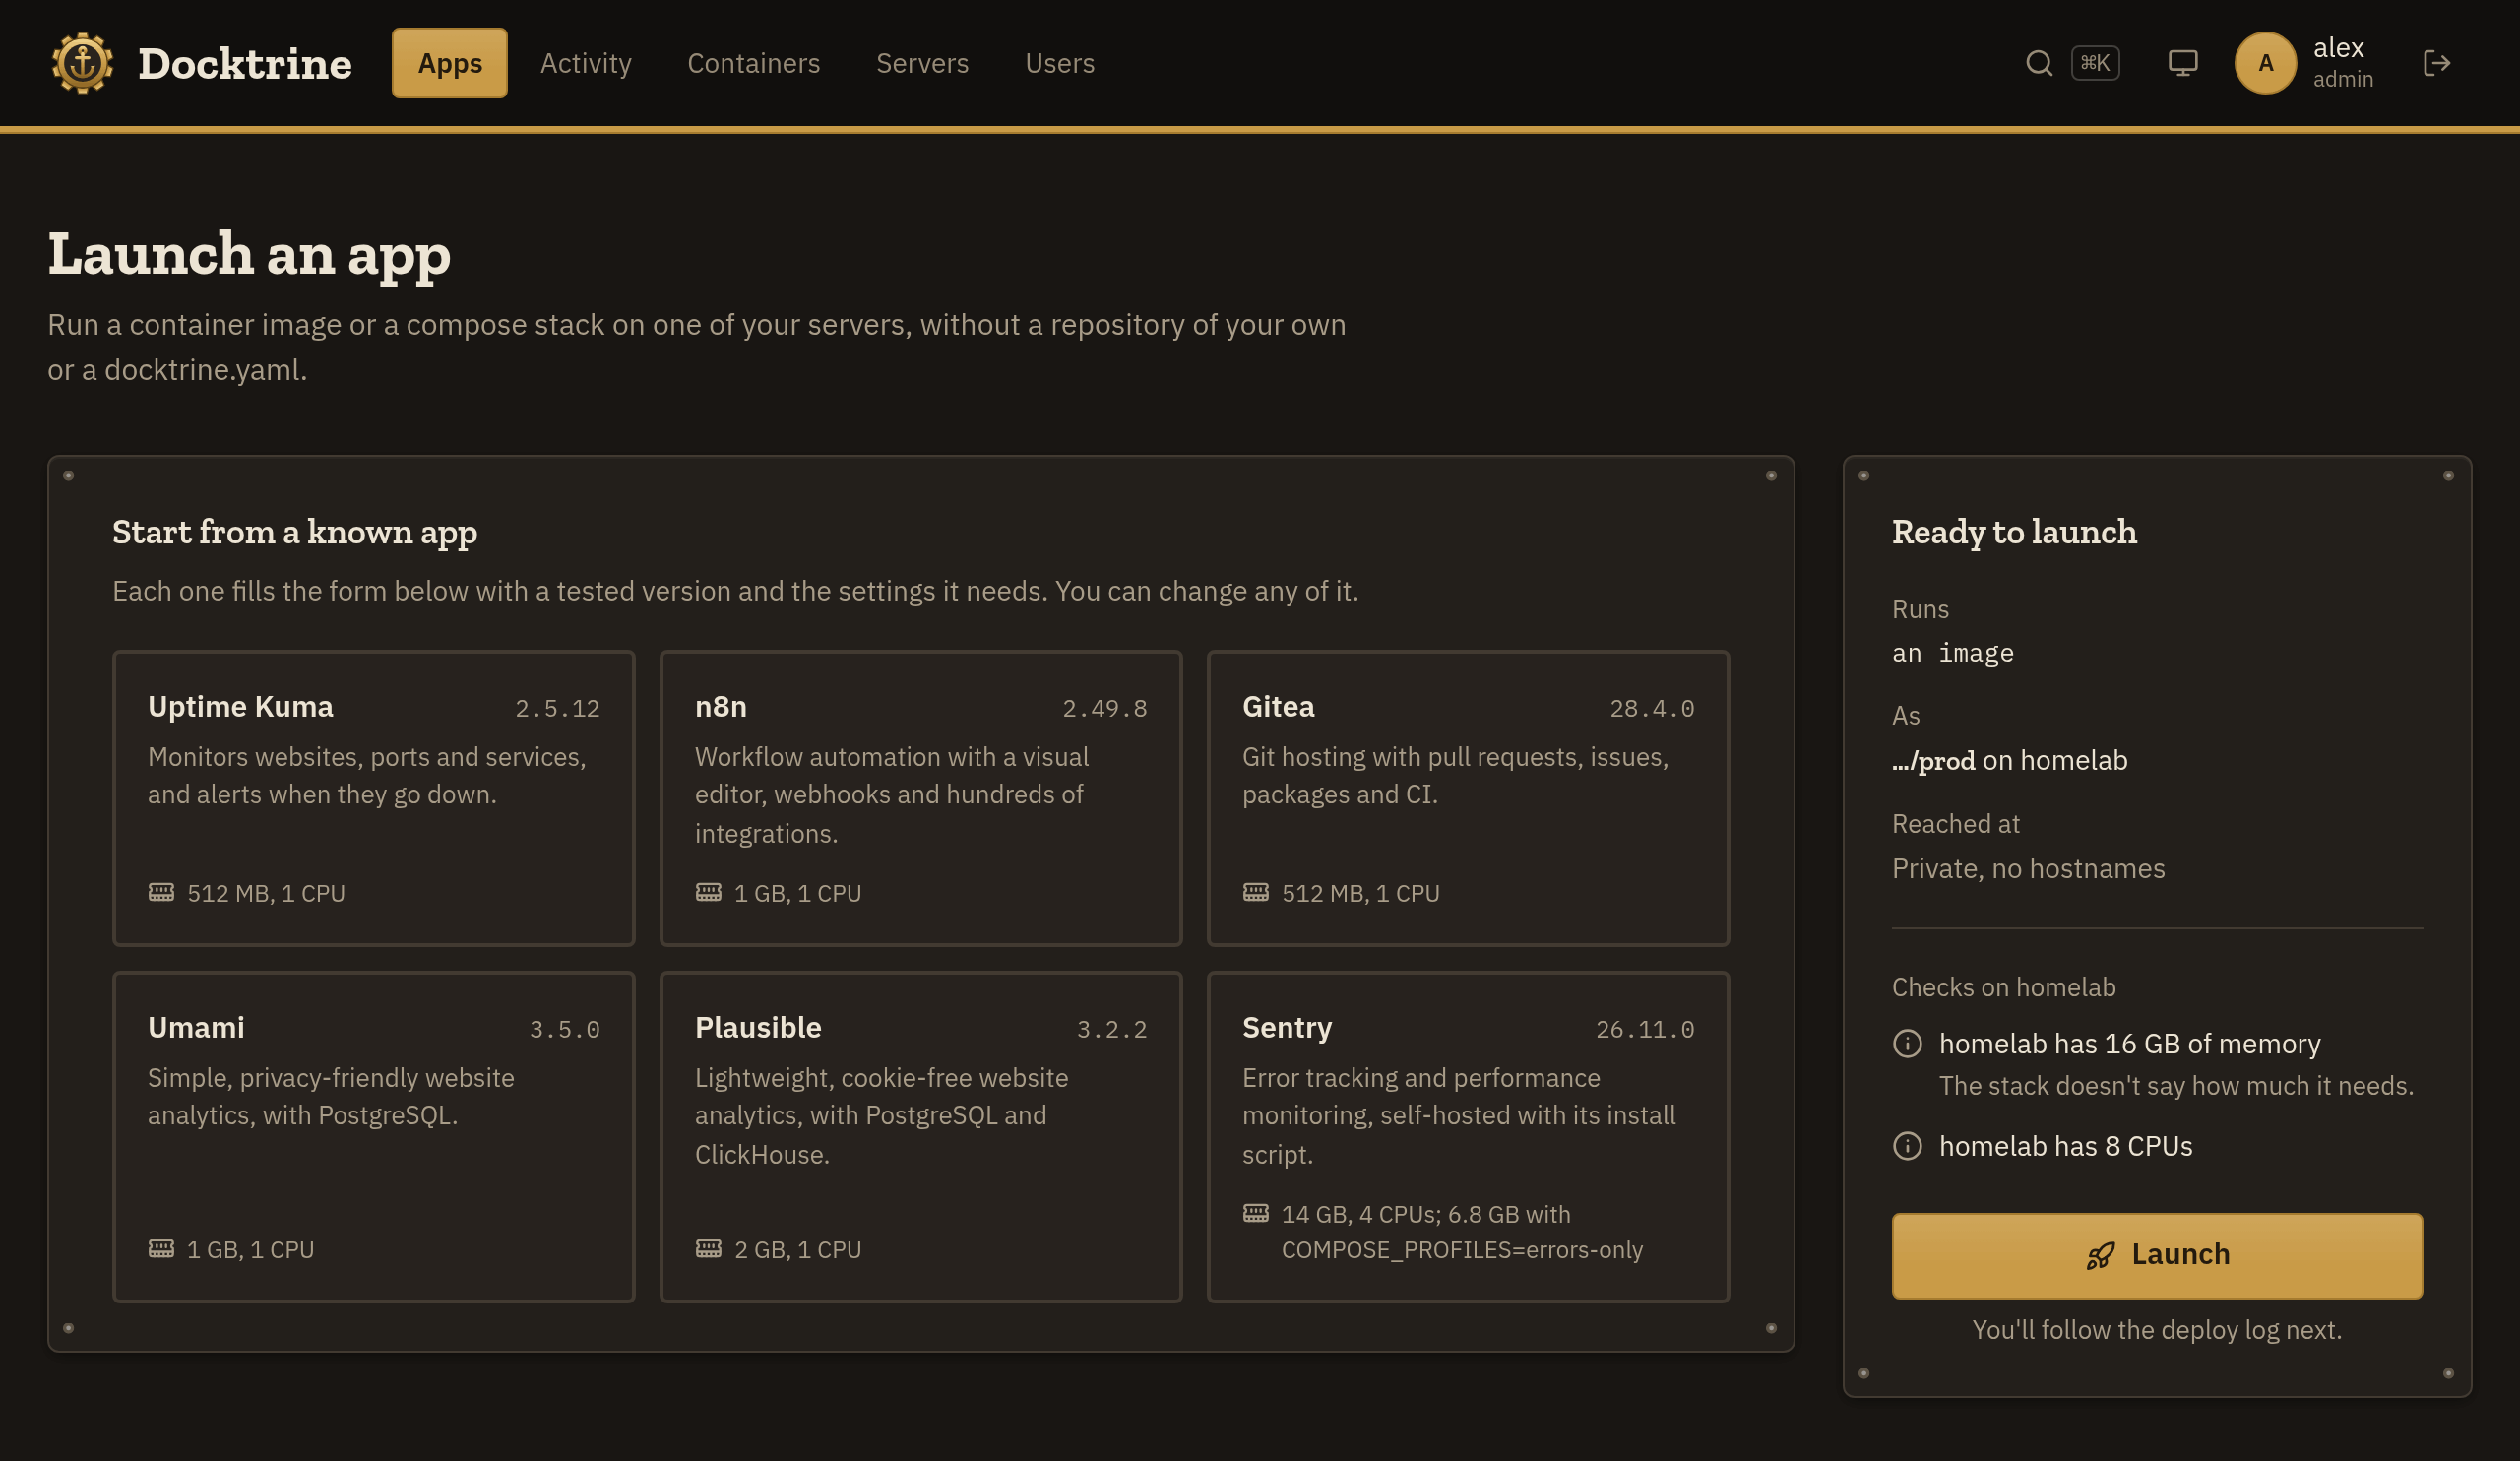 Docktrine
Apps
Activity
Containers
Servers
Users
⌘K
A
alex
admin
Launch an app
Run a container image or a compose stack on one of your servers, without a repository of your own
or a docktrine.yaml.
Start from a known app
Each one fills the form below with a tested version and the settings it needs. You can change any of it.
Uptime Kuma 2.5.12
Monitors websites, ports and services,
and alerts when they go down.
512 MB, 1 CPU
n8n 2.49.8
Workflow automation with a visual
editor, webhooks and hundreds of
integrations.
1 GB, 1 CPU
Gitea 28.4.0
Git hosting with pull requests, issues,
packages and CI.
512 MB, 1 CPU
Umami 3.5.0
Simple, privacy-friendly website
analytics, with PostgreSQL.
1 GB, 1 CPU
Plausible 3.2.2
Lightweight, cookie-free website
analytics, with PostgreSQL and
ClickHouse.
2 GB, 1 CPU
Sentry 26.11.0
Error tracking and performance
monitoring, self-hosted with its install
script.
14 GB, 4 CPUs; 6.8 GB with
COMPOSE_PROFILES=errors-only
Ready to launch
Runs
an image
As
…/prod on homelab
Reached at
Private, no hostnames
Checks on homelab
homelab has 16 GB of memory
The stack doesn't say how much it needs.
homelab has 8 CPUs
Launch
You'll follow the deploy log next.